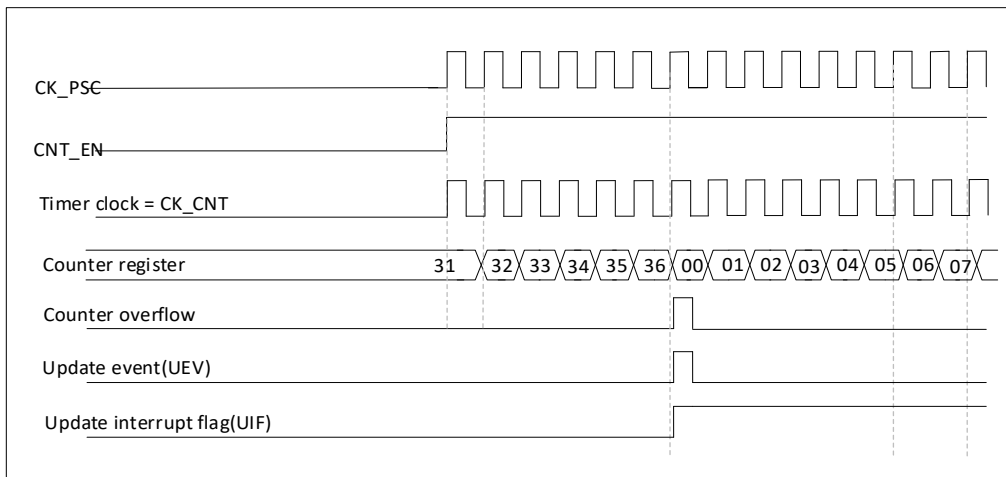 CK_PSC
CNT_EN
Timer clock = CK_CNT
Counter register 31 32 33 34 35 36 00 01 02 03 04 05 06 07
Counter overflow
Update event(UEV)
Update interrupt flag(UIF)